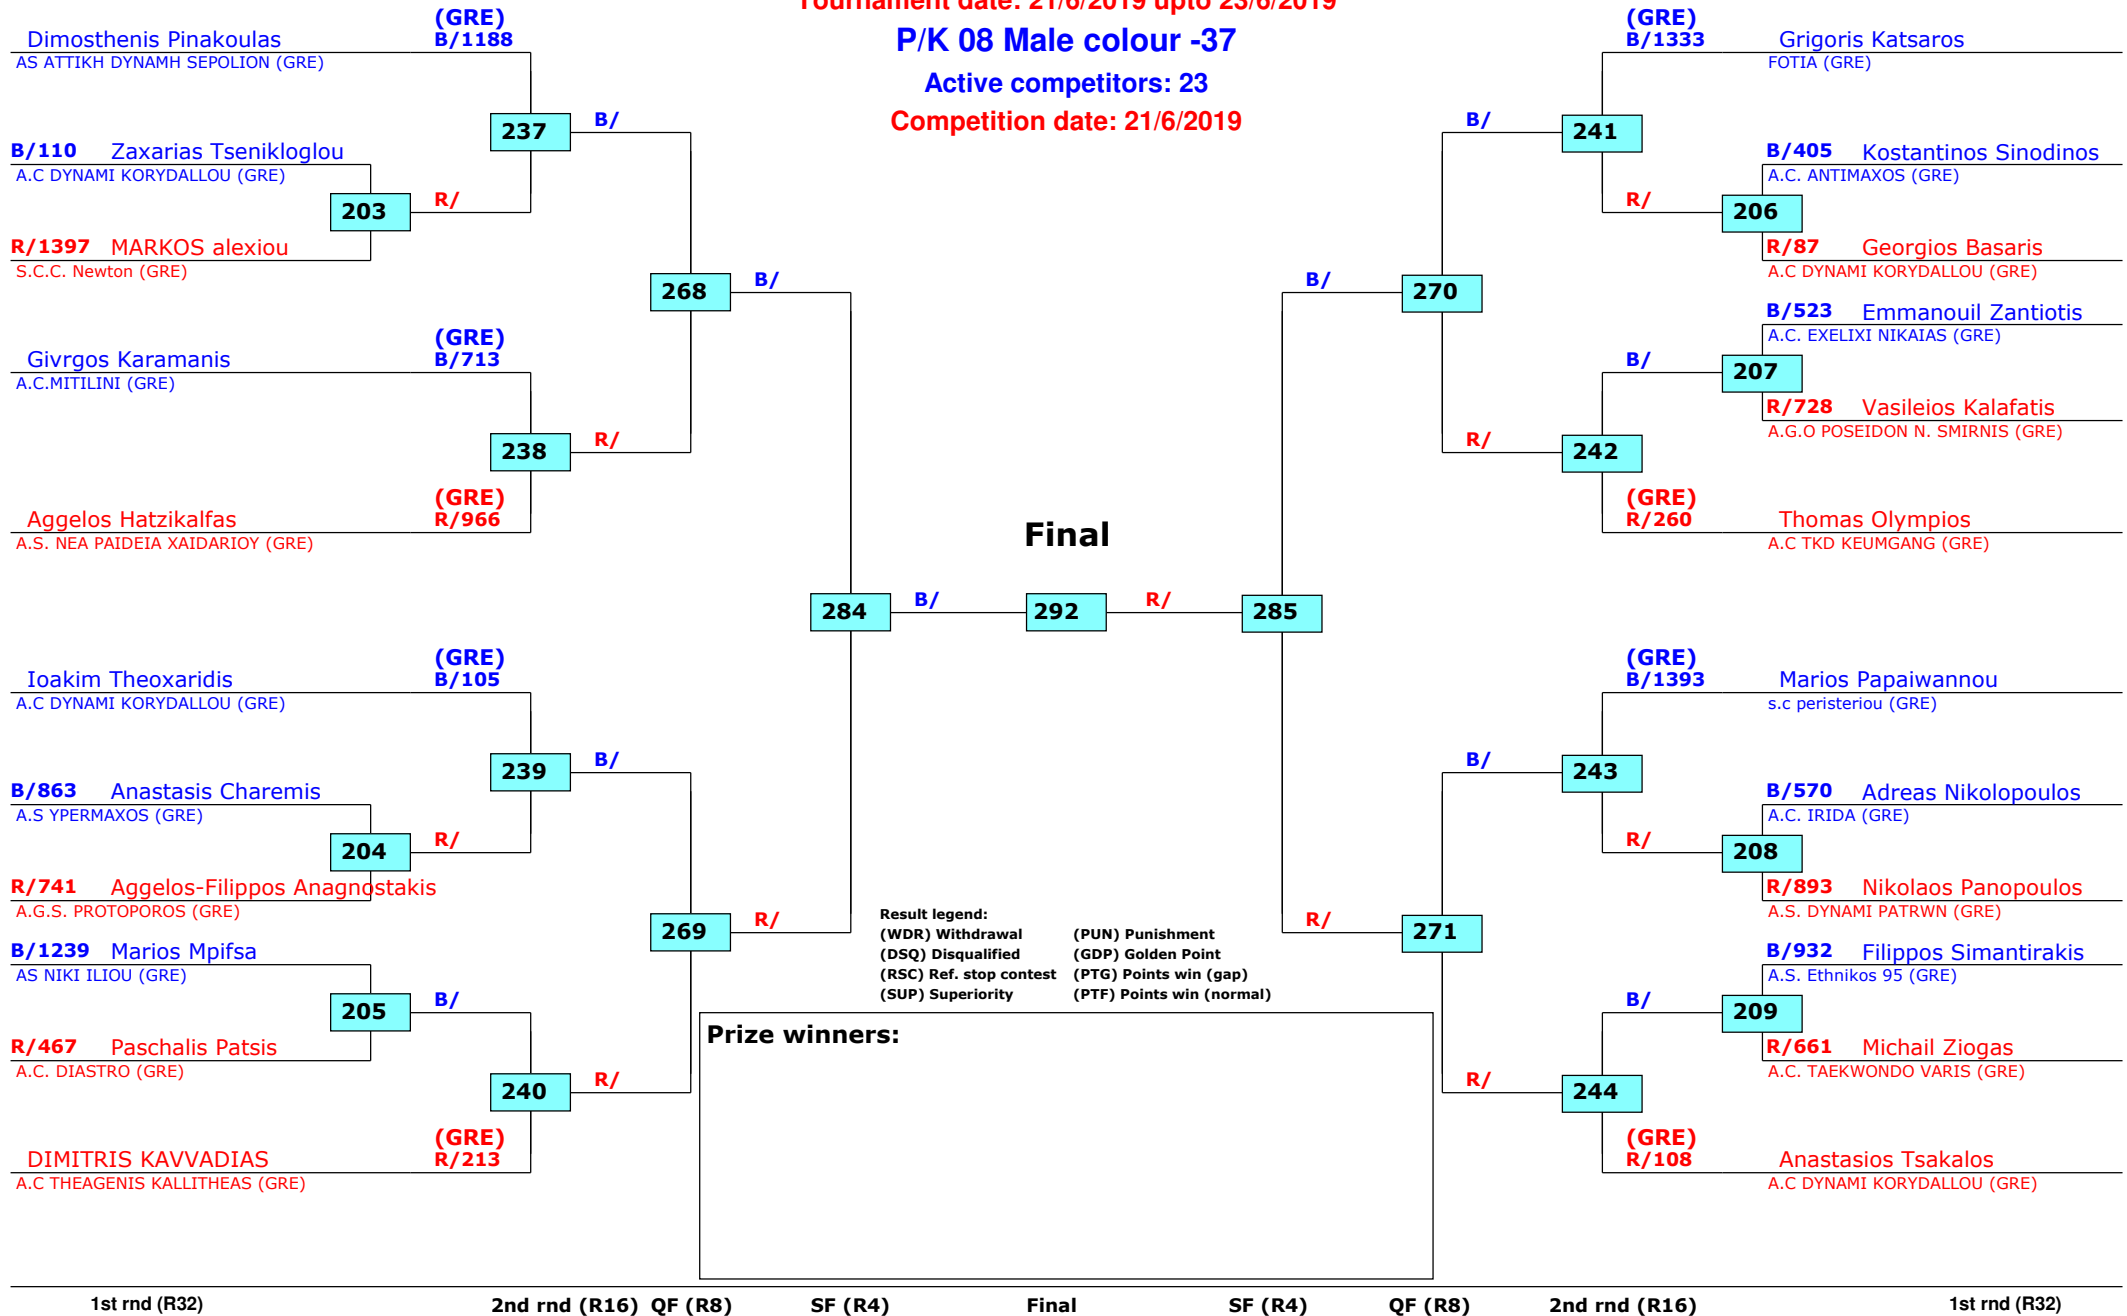 Tournament date: 21/6/2019 upto 23/6/2019
P/K 08 Male colour -37
Active competitors: 23
Competition date: 21/6/2019
Dimosthenis Pinakoulas
(GRE)
B/1188
AS ATTIKH DYNAMH SEPOLION (GRE)
237
B/
B/110 Zaxarias Tsenikloglou
A.C DYNAMI KORYDALLOU (GRE)
203
R/
R/1397 MARKOS alexiou
S.C.C. Newton (GRE)
268
B/
Givrgos Karamanis
(GRE)
B/713
A.C.MITILINI (GRE)
238
R/
Aggelos Hatzikalfas
(GRE)
R/966
A.S. NEA PAIDEIA XAIDARIOY (GRE)
284
B/
Ioakim Theoxaridis
(GRE)
B/105
A.C DYNAMI KORYDALLOU (GRE)
239
B/
B/863 Anastasis Charemis
A.S YPERMAXOS (GRE)
204
R/
R/741 Aggelos-Filippos Anagnostakis
A.G.S. PROTOPOROS (GRE)
269
R/
B/1239 Marios Mpifsa
AS NIKI ILIOU (GRE)
205
B/
R/467 Paschalis Patsis
A.C. DIASTRO (GRE)
240
R/
DIMITRIS KAVVADIAS
(GRE)
R/213
A.C THEAGENIS KALLITHEAS (GRE)
Final
292
R/
285
(GRE)
B/1333 Grigoris Katsaros
FOTIA (GRE)
B/
241
B/405 Kostantinos Sinodinos
A.C. ANTIMAXOS (GRE)
R/
206
R/87 Georgios Basaris
A.C DYNAMI KORYDALLOU (GRE)
B/
270
B/523 Emmanouil Zantiotis
A.C. EXELIXI NIKAIAS (GRE)
B/
207
R/728 Vasileios Kalafatis
A.G.O POSEIDON N. SMIRNIS (GRE)
R/
242
(GRE)
R/260 Thomas Olympios
A.C TKD KEUMGANG (GRE)
(GRE)
B/1393 Marios Papaiwannou
s.c peristeriou (GRE)
B/
243
B/570 Adreas Nikolopoulos
A.C. IRIDA (GRE)
R/
208
R/893 Nikolaos Panopoulos
A.S. DYNAMI PATRWN (GRE)
R/
271
B/932 Filippos Simantirakis
A.S. Ethnikos 95 (GRE)
B/
209
R/661 Michail Ziogas
A.C. TAEKWONDO VARIS (GRE)
R/
244
(GRE)
R/108 Anastasios Tsakalos
A.C DYNAMI KORYDALLOU (GRE)
Result legend:
(WDR) Withdrawal (PUN) Punishment
(DSQ) Disqualified (GDP) Golden Point
(RSC) Ref. stop contest (PTG) Points win (gap)
(SUP) Superiority (PTF) Points win (normal)
Prize winners:
1st rnd (R32) 2nd rnd (R16) QF (R8) SF (R4) Final SF (R4) QF (R8) 2nd rnd (R16) 1st rnd (R32)